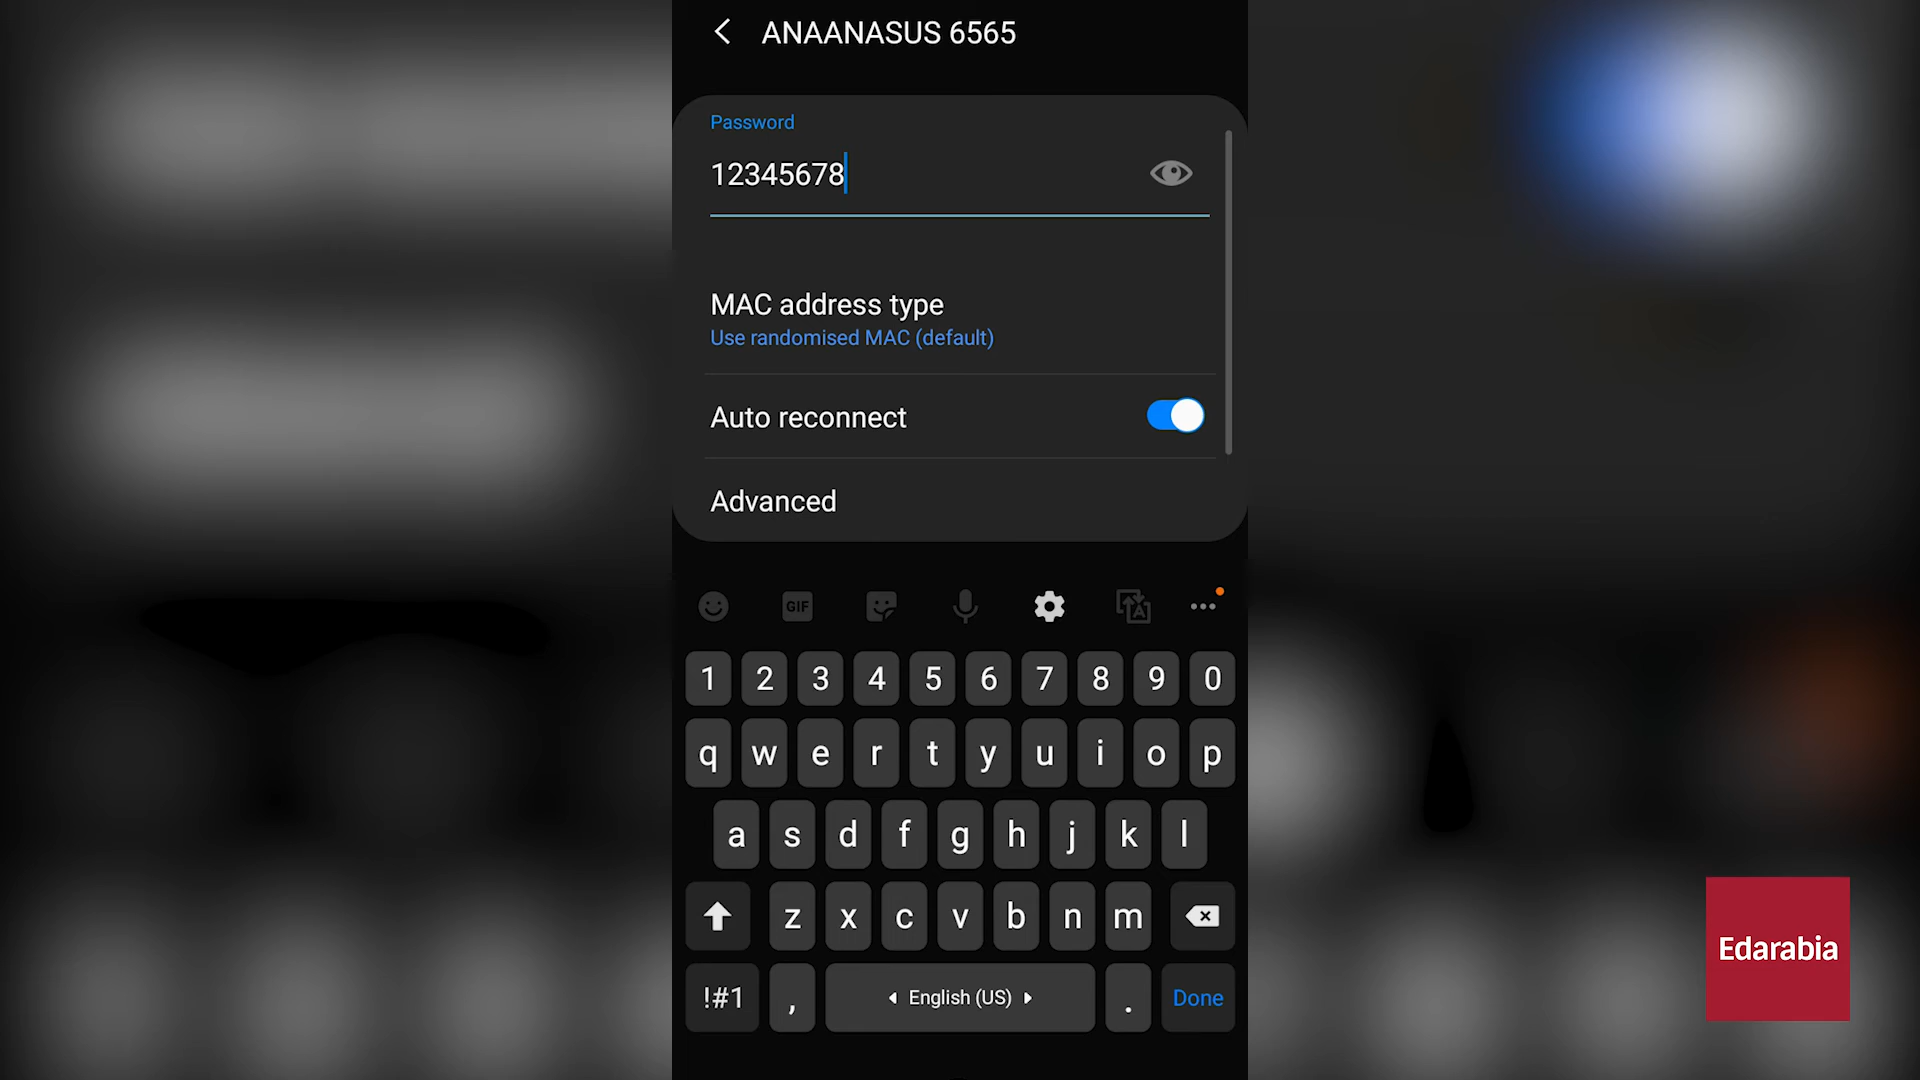 ANAANASUS 6565
Password
12345678
MAC address type
Use randomised MAC (default)
Auto reconnect
Advanced
GIF
A
1 2 3 4 5 6 7 8 9 0
q w e r t y u i o p
a s d f g h j k l
z x c v b n m
!#1 , English (US) . Done
Edarabia